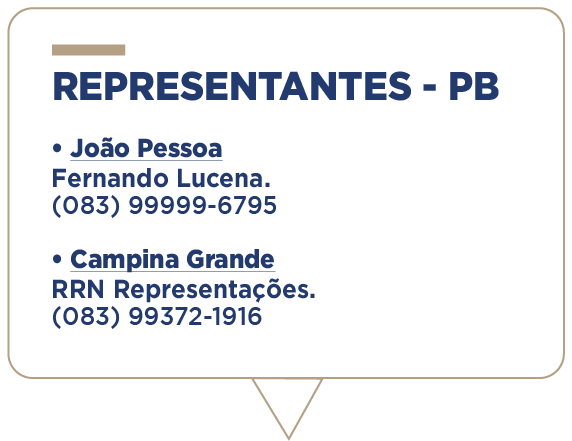 REPRESENTANTES - PB
• João Pessoa
Fernando Lucena.
(083) 99999-6795
• Campina Grande
RRN Representações.
(083) 99372-1916